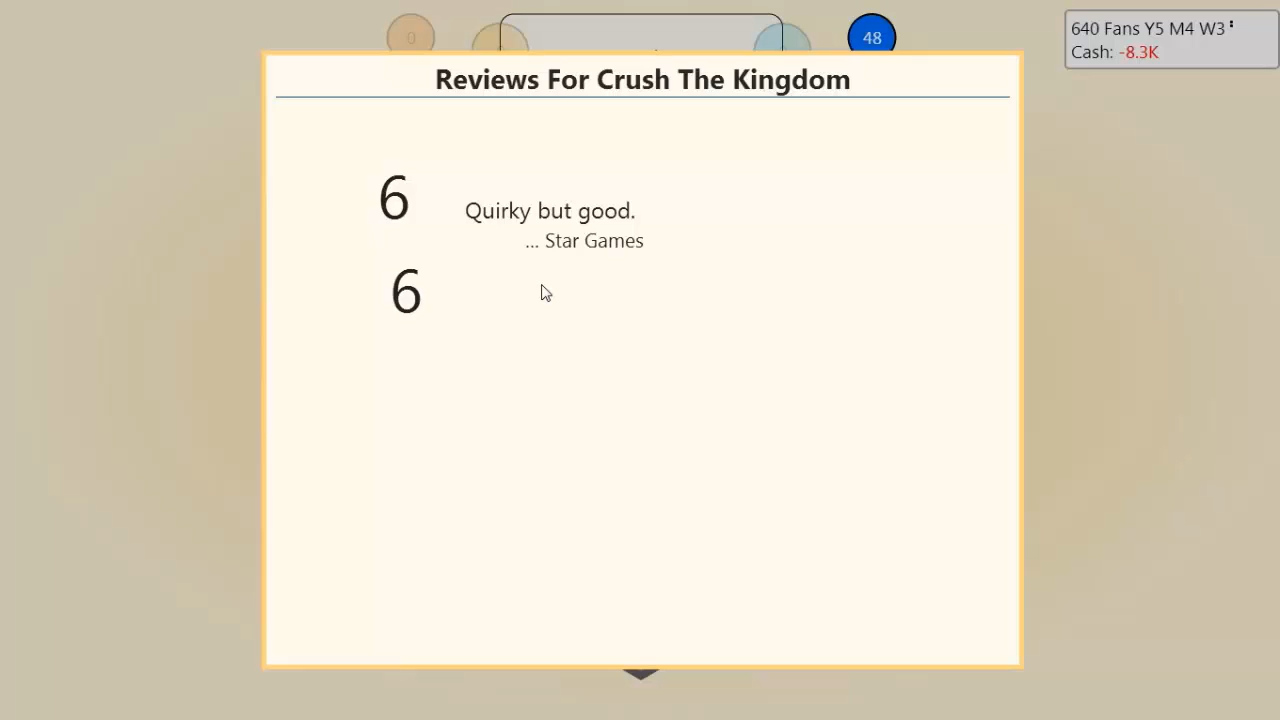 0
48
640 Fans Y5 M4 W3
Cash: -8.3K
Reviews For Crush The Kingdom
6
Quirky but good.
... Star Games
6